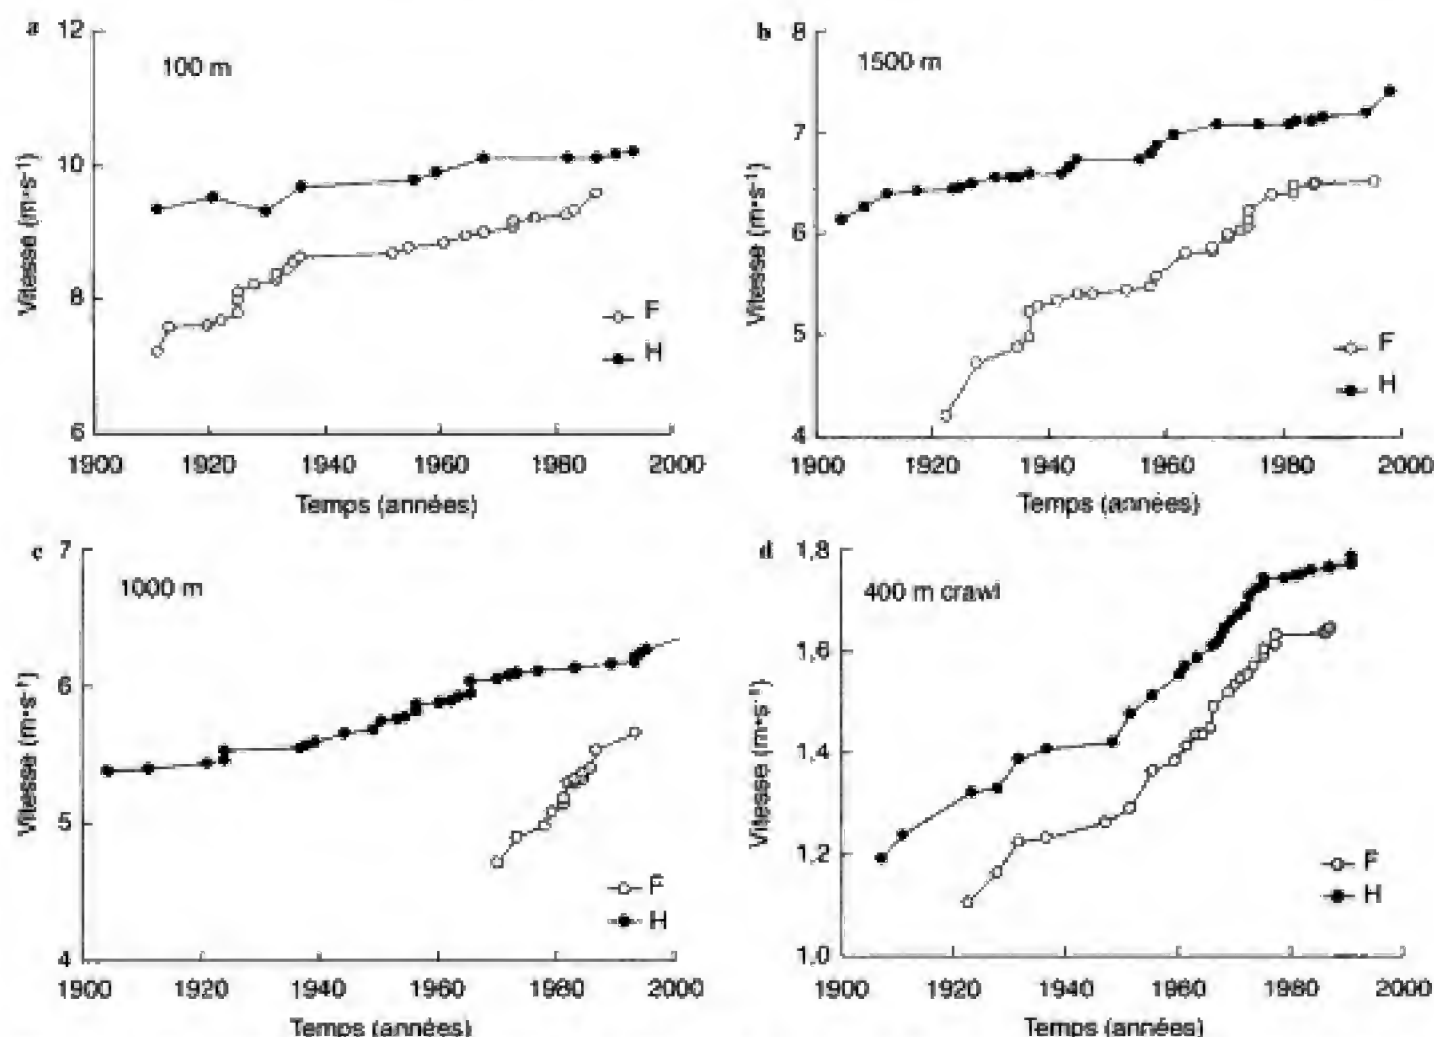 a
12
100 m
10
8
6
Vitesse (m•s⁻¹)
F
H
1900 1920 1940 1960 1980 2000
Temps (années)
b
8
1500 m
7
6
5
4
Vitesse (m•s⁻¹)
F
H
1900 1920 1940 1960 1980 2000
Temps (années)
c
7
1000 m
6
5
4
Vitesse (m•s⁻¹)
F
H
1900 1920 1940 1960 1980 2000
Temps (années)
d
1,8
400 m crawl
1,6
1,4
1,2
1,0
Vitesse (m•s⁻¹)
F
H
1900 1920 1940 1960 1980 2000
Temps (années)